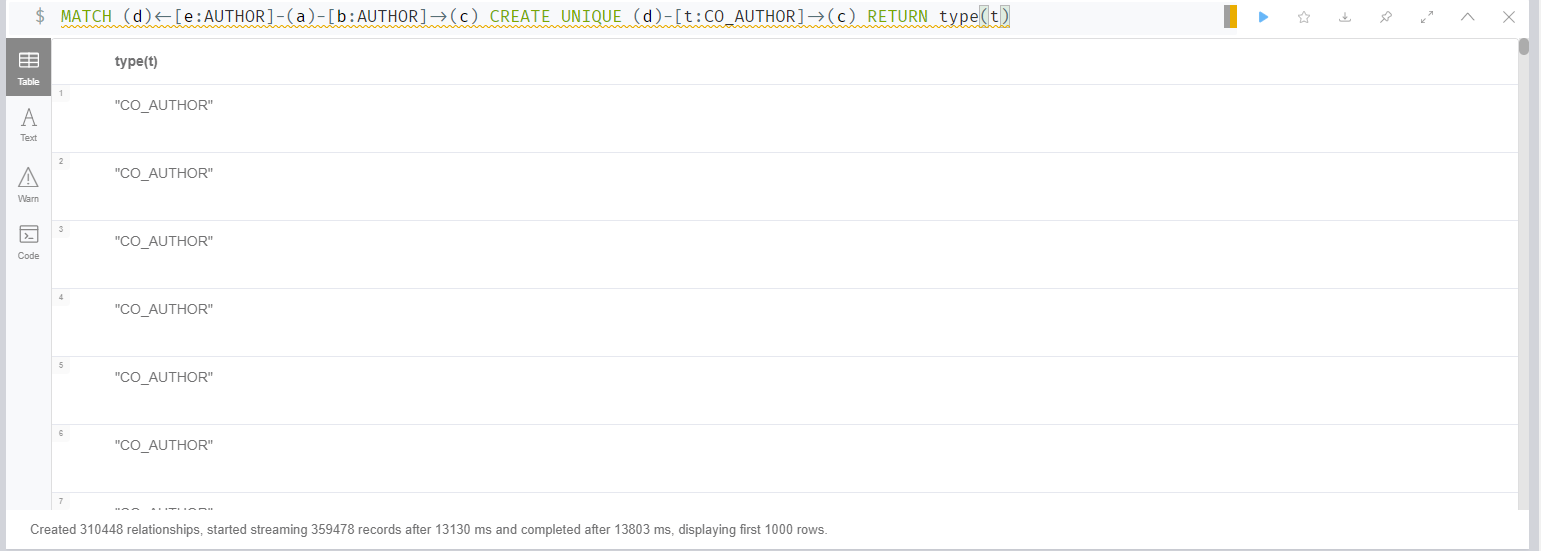 $ MATCH (d)←[e:AUTHOR]-(a)-[b:AUTHOR]→(c) CREATE UNIQUE (d)-[t:CO_AUTHOR]→(c) RETURN type(t)
Table
Text
Warn
Code
type(t)
1
"CO_AUTHOR"
2
"CO_AUTHOR"
3
"CO_AUTHOR"
4
"CO_AUTHOR"
5
"CO_AUTHOR"
6
"CO_AUTHOR"
7
"CO_AUTHOR"
Created 310448 relationships, started streaming 359478 records after 13130 ms and completed after 13803 ms, displaying first 1000 rows.